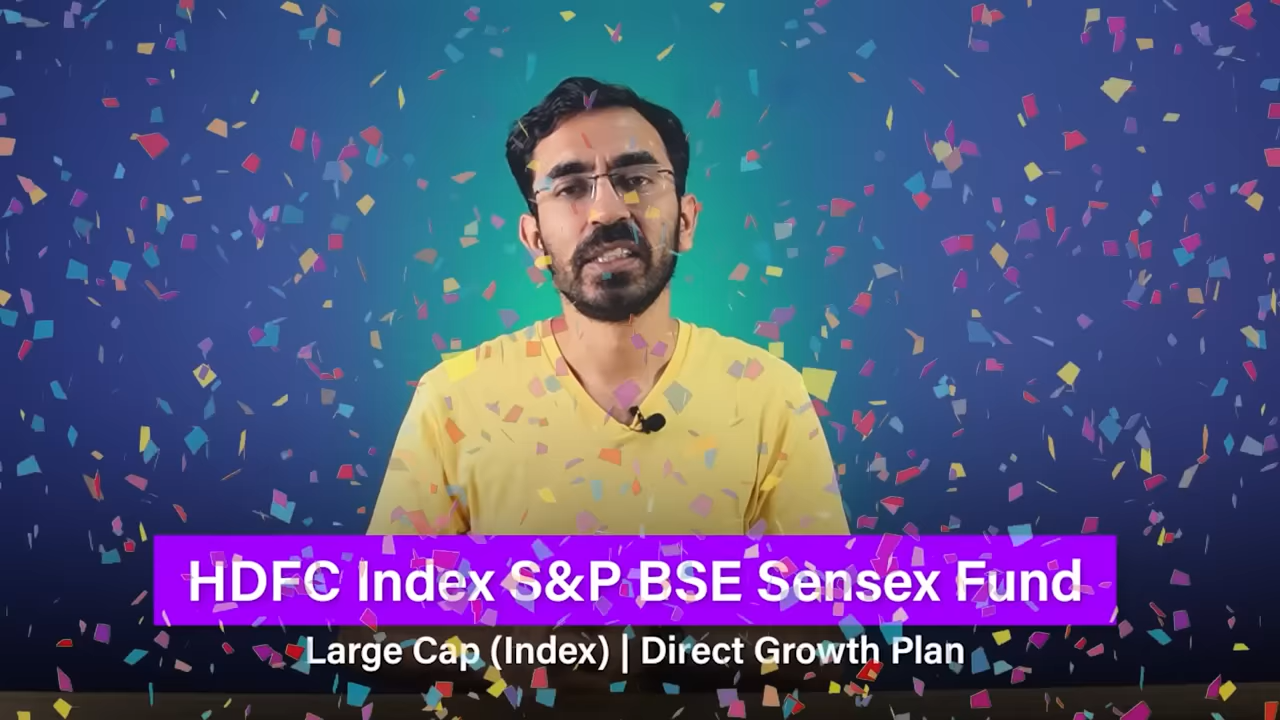 HDFC Index S&P BSE Sensex Fund
Large Cap (Index) | Direct Growth Plan